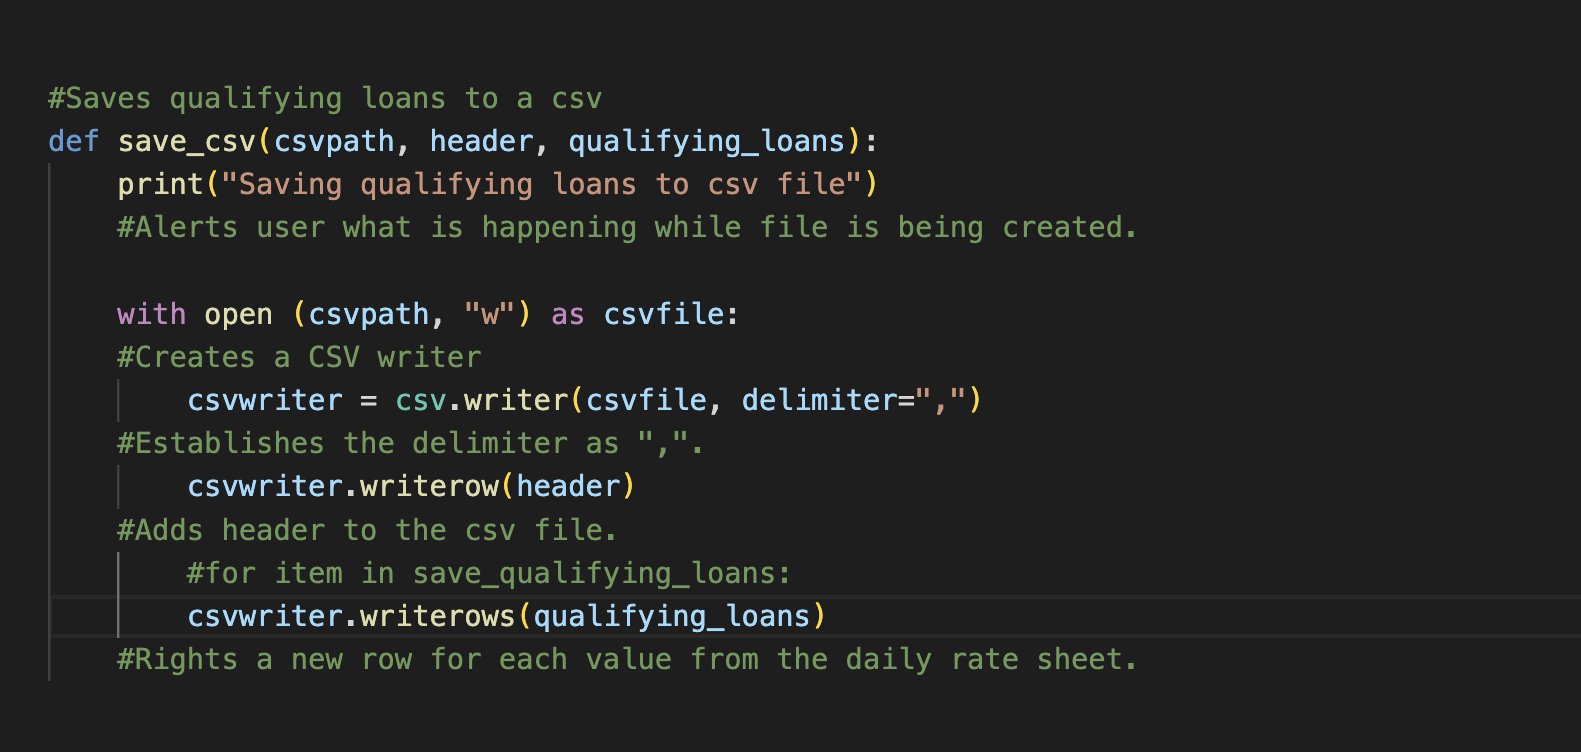 #Saves qualifying loans to a csv
def save_csv(csvpath, header, qualifying_loans):
    print("Saving qualifying loans to csv file")
    #Alerts user what is happening while file is being created.

    with open (csvpath, "w") as csvfile:
    #Creates a CSV writer
        csvwriter = csv.writer(csvfile, delimiter=",")
    #Establishes the delimiter as ",".
        csvwriter.writerow(header)
    #Adds header to the csv file.
        #for item in save_qualifying_loans:
        csvwriter.writerows(qualifying_loans)
    #Rights a new row for each value from the daily rate sheet.